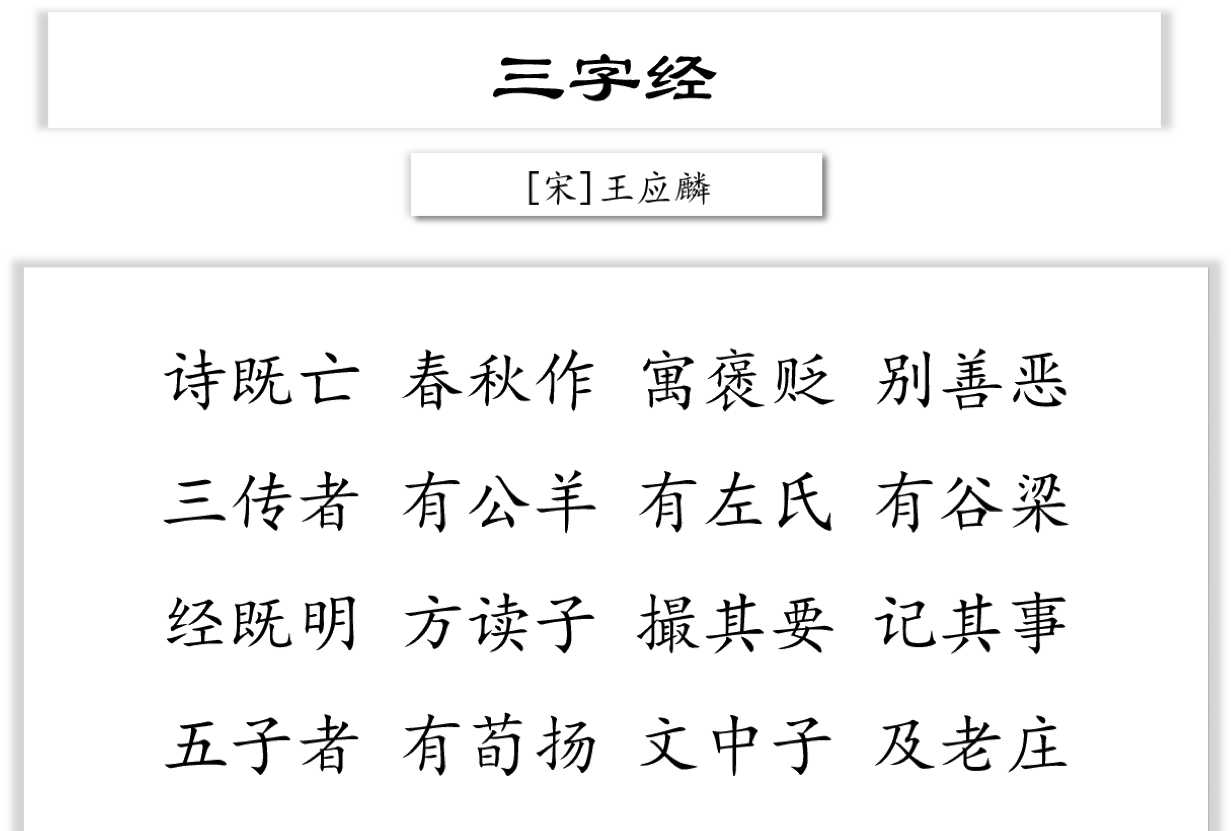 三字经
[宋]王应麟
诗既亡 春秋作 寓褒贬 别善恶
三传者 有公羊 有左氏 有谷梁
经既明 方读子 撮其要 记其事
五子者 有荀扬 文中子 及老庄